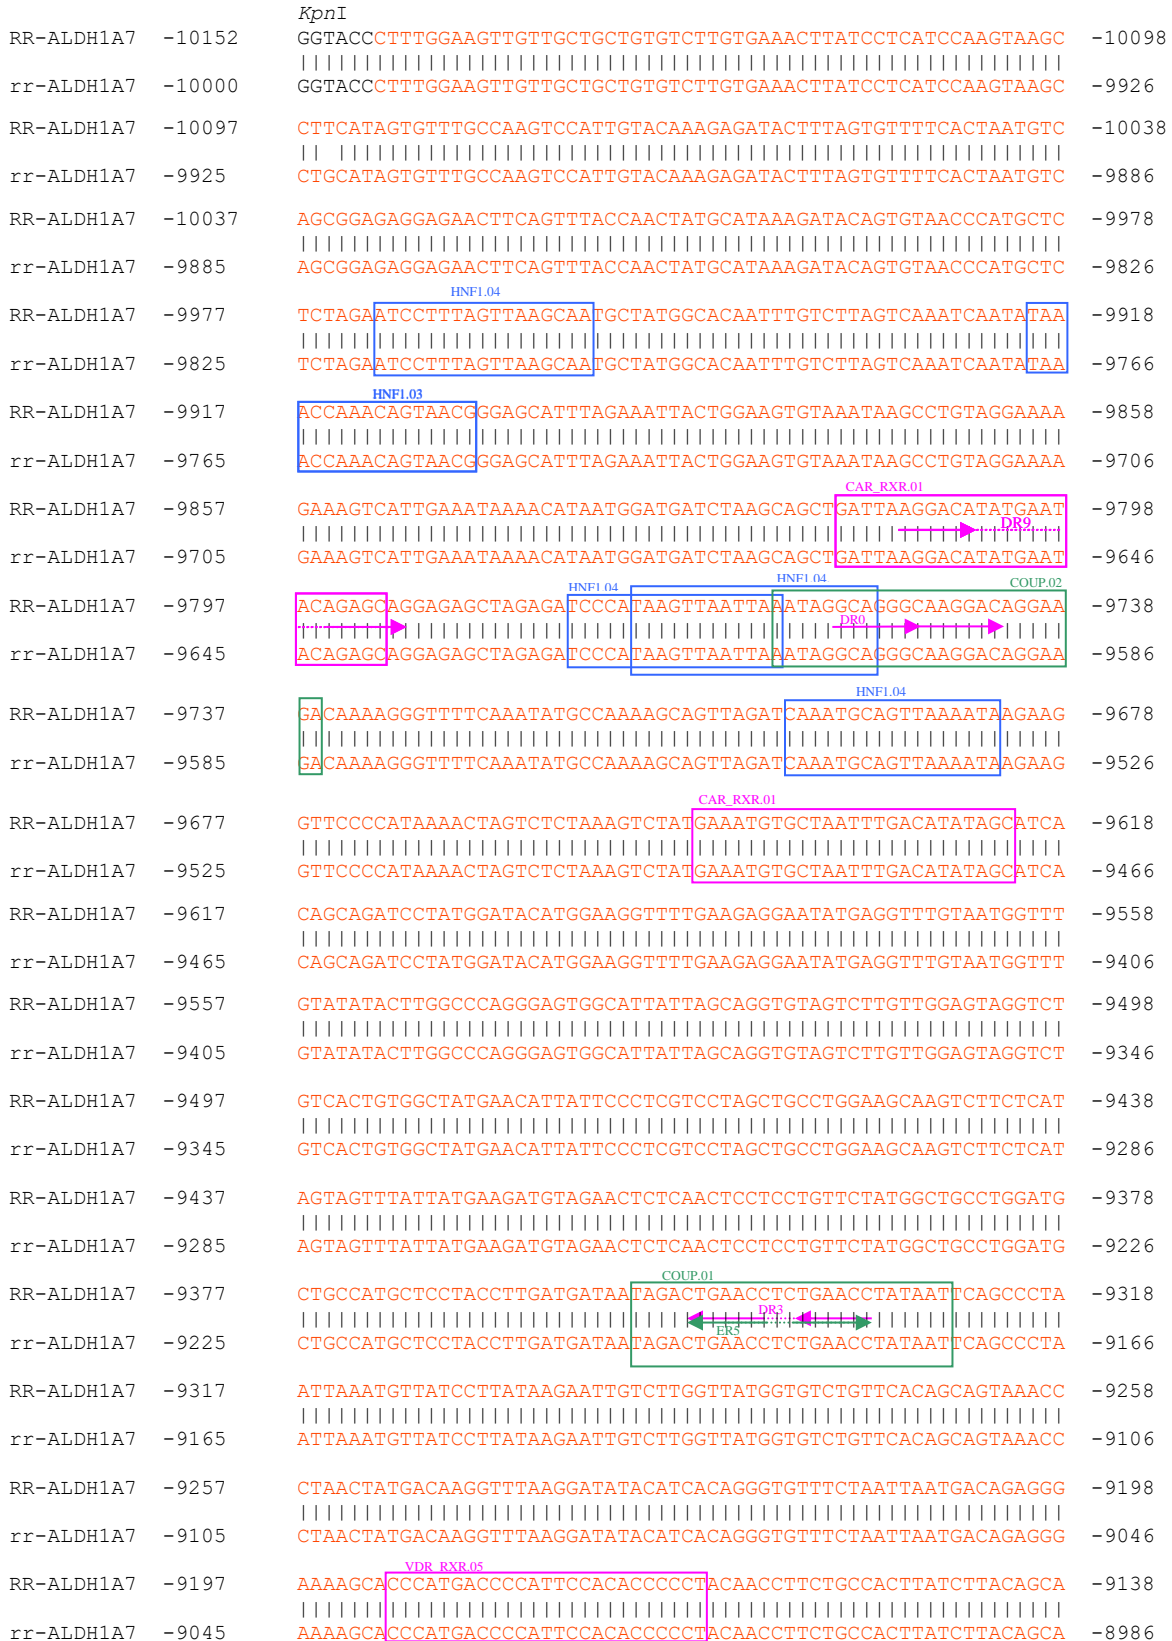 KpnI
RR-ALDH1A7 -10152 GGTACCCTTTGGAAGTTGTTGCTGCTGTGTCTTGTGAAACTTATCCTCATCCAAGTAAGC -10098
rr-ALDH1A7 -10000 GGTACCCTTTGGAAGTTGTTGCTGCTGTGTCTTGTGAAACTTATCCTCATCCAAGTAAGC -9926
RR-ALDH1A7 -10097 CTTCATAGTGTTTGCCAAGTCCATTGTACAAAGAGATACTTTAGTGTTTTCACTAATGTC -10038
rr-ALDH1A7 -9925 CTGCATAGTGTTTGCCAAGTCCATTGTACAAAGAGATACTTTAGTGTTTTCACTAATGTC -9886
RR-ALDH1A7 -10037 AGCGGAGAGGAGAACTTCAGTTTACCAACTATGCATAAAGATACAGTGTAACCCATGCTC -9978
rr-ALDH1A7 -9885 AGCGGAGAGGAGAACTTCAGTTTACCAACTATGCATAAAGATACAGTGTAACCCATGCTC -9826
HNF1.04
RR-ALDH1A7 -9977 TCTAGAATCCTTTAGTTAAGCAATGCTATGGCACAATTTGTCTTAGTCAAATCAATATAA -9918
rr-ALDH1A7 -9825 TCTAGAATCCTTTAGTTAAGCAATGCTATGGCACAATTTGTCTTAGTCAAATCAATATAA -9766
HNF1.03
RR-ALDH1A7 -9917 ACCAAACAGTAACGGGAGCATTTAGAAATTACTGGAAGTGTAAATAAGCCTGTAGGAAAA -9858
rr-ALDH1A7 -9765 ACCAAACAGTAACGGGAGCATTTAGAAATTACTGGAAGTGTAAATAAGCCTGTAGGAAAA -9706
CAR_RXR.01
RR-ALDH1A7 -9857 GAAAGTCATTGAAATAAAACATAATGGATGATCTAAGCAGCTGATTAAGGACATATGAAT -9798
DR9
rr-ALDH1A7 -9705 GAAAGTCATTGAAATAAAACATAATGGATGATCTAAGCAGCTGATTAAGGACATATGAAT -9646
HNF1.04 HNF1.04 COUP.02
RR-ALDH1A7 -9797 ACAGAGCAGGAGAGCTAGAGATCCCATAAGTTAATTAAATAGGCAGGGCAAGGACAGGAA -9738
DR0
rr-ALDH1A7 -9645 ACAGAGCAGGAGAGCTAGAGATCCCATAAGTTAATTAAATAGGCAGGGCAAGGACAGGAA -9586
HNF1.04
RR-ALDH1A7 -9737 GACAAAAGGGTTTTCAAATATGCCAAAAGCAGTTAGATCAAATGCAGTTAAAATAAGAAG -9678
rr-ALDH1A7 -9585 GACAAAAGGGTTTTCAAATATGCCAAAAGCAGTTAGATCAAATGCAGTTAAAATAAGAAG -9526
CAR_RXR.01
RR-ALDH1A7 -9677 GTTCCCCATAAAACTAGTCTCTAAAGTCTATGAAATGTGCTAATTTGACATATAGCATCA -9618
rr-ALDH1A7 -9525 GTTCCCCATAAAACTAGTCTCTAAAGTCTATGAAATGTGCTAATTTGACATATAGCATCA -9466
RR-ALDH1A7 -9617 CAGCAGATCCTATGGATACATGGAAGGTTTTGAAGAGGAATATGAGGTTTGTAATGGTTT -9558
rr-ALDH1A7 -9465 CAGCAGATCCTATGGATACATGGAAGGTTTTGAAGAGGAATATGAGGTTTGTAATGGTTT -9406
RR-ALDH1A7 -9557 GTATATACTTGGCCCAGGGAGTGGCATTATTAGCAGGTGTAGTCTTGTTGGAGTAGGTCT -9498
rr-ALDH1A7 -9405 GTATATACTTGGCCCAGGGAGTGGCATTATTAGCAGGTGTAGTCTTGTTGGAGTAGGTCT -9346
RR-ALDH1A7 -9497 GTCACTGTGGCTATGAACATTATTCCCTCGTCCTAGCTGCCTGGAAGCAAGTCTTCTCAT -9438
rr-ALDH1A7 -9345 GTCACTGTGGCTATGAACATTATTCCCTCGTCCTAGCTGCCTGGAAGCAAGTCTTCTCAT -9286
RR-ALDH1A7 -9437 AGTAGTTTATTATGAAGATGTAGAACTCTCAACTCCTCCTGTTCTATGGCTGCCTGGATG -9378
rr-ALDH1A7 -9285 AGTAGTTTATTATGAAGATGTAGAACTCTCAACTCCTCCTGTTCTATGGCTGCCTGGATG -9226
COUP.01
RR-ALDH1A7 -9377 CTGCCATGCTCCTACCTTGATGATAATAGACTGAACCTCTGAACCTATAATTCAGCCCTA -9318
DR3
ER5
rr-ALDH1A7 -9225 CTGCCATGCTCCTACCTTGATGATAATAGACTGAACCTCTGAACCTATAATTCAGCCCTA -9166
RR-ALDH1A7 -9317 ATTAAATGTTATCCTTATAAGAATTGTCTTGGTTATGGTGTCTGTTCACAGCAGTAAACC -9258
rr-ALDH1A7 -9165 ATTAAATGTTATCCTTATAAGAATTGTCTTGGTTATGGTGTCTGTTCACAGCAGTAAACC -9106
RR-ALDH1A7 -9257 CTAACTATGACAAGGTTTAAGGATATACATCACAGGGTGTTTCTAATTAATGACAGAGGG -9198
rr-ALDH1A7 -9105 CTAACTATGACAAGGTTTAAGGATATACATCACAGGGTGTTTCTAATTAATGACAGAGGG -9046
VDR_RXR.05
RR-ALDH1A7 -9197 AAAAGCACCCATGACCCCATTCCACACCCCCTACAACCTTCTGCCACTTATCTTACAGCA -9138
rr-ALDH1A7 -9045 AAAAGCACCCATGACCCCATTCCACACCCCCTACAACCTTCTGCCACTTATCTTACAGCA -8986